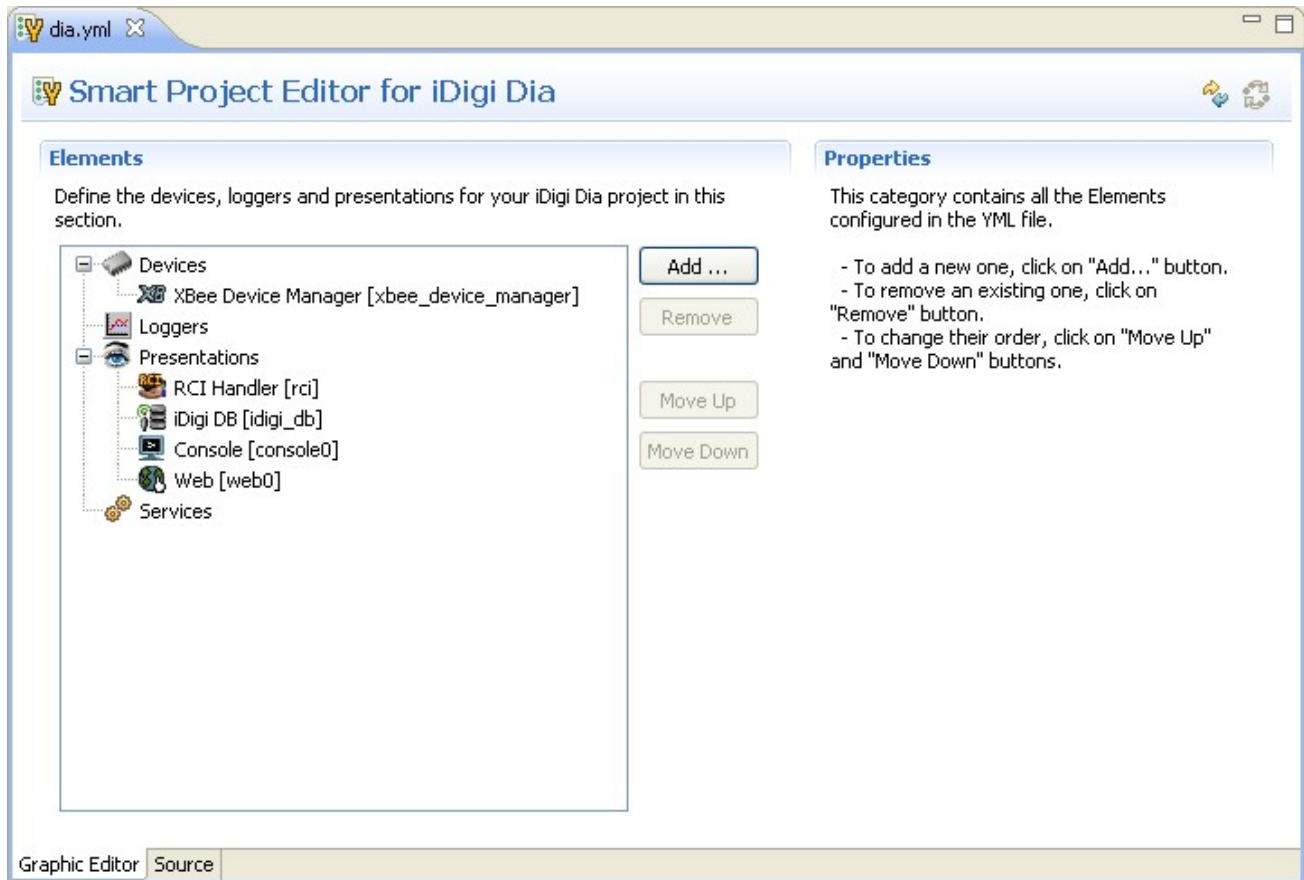 dia.yml
Smart Project Editor for iDigi Dia
Elements
Define the devices, loggers and presentations for your iDigi Dia project in this
section.
Devices
XBee Device Manager [xbee_device_manager]
Loggers
Presentations
RCI Handler [rci]
iDigi DB [idigi_db]
Console [console0]
Web [web0]
Services
Add ...
Remove
Move Up
Move Down
Properties
This category contains all the Elements
configured in the YML file.
- To add a new one, click on "Add..." button.
- To remove an existing one, click on
"Remove" button.
- To change their order, click on "Move Up"
and "Move Down" buttons.
Graphic Editor
Source